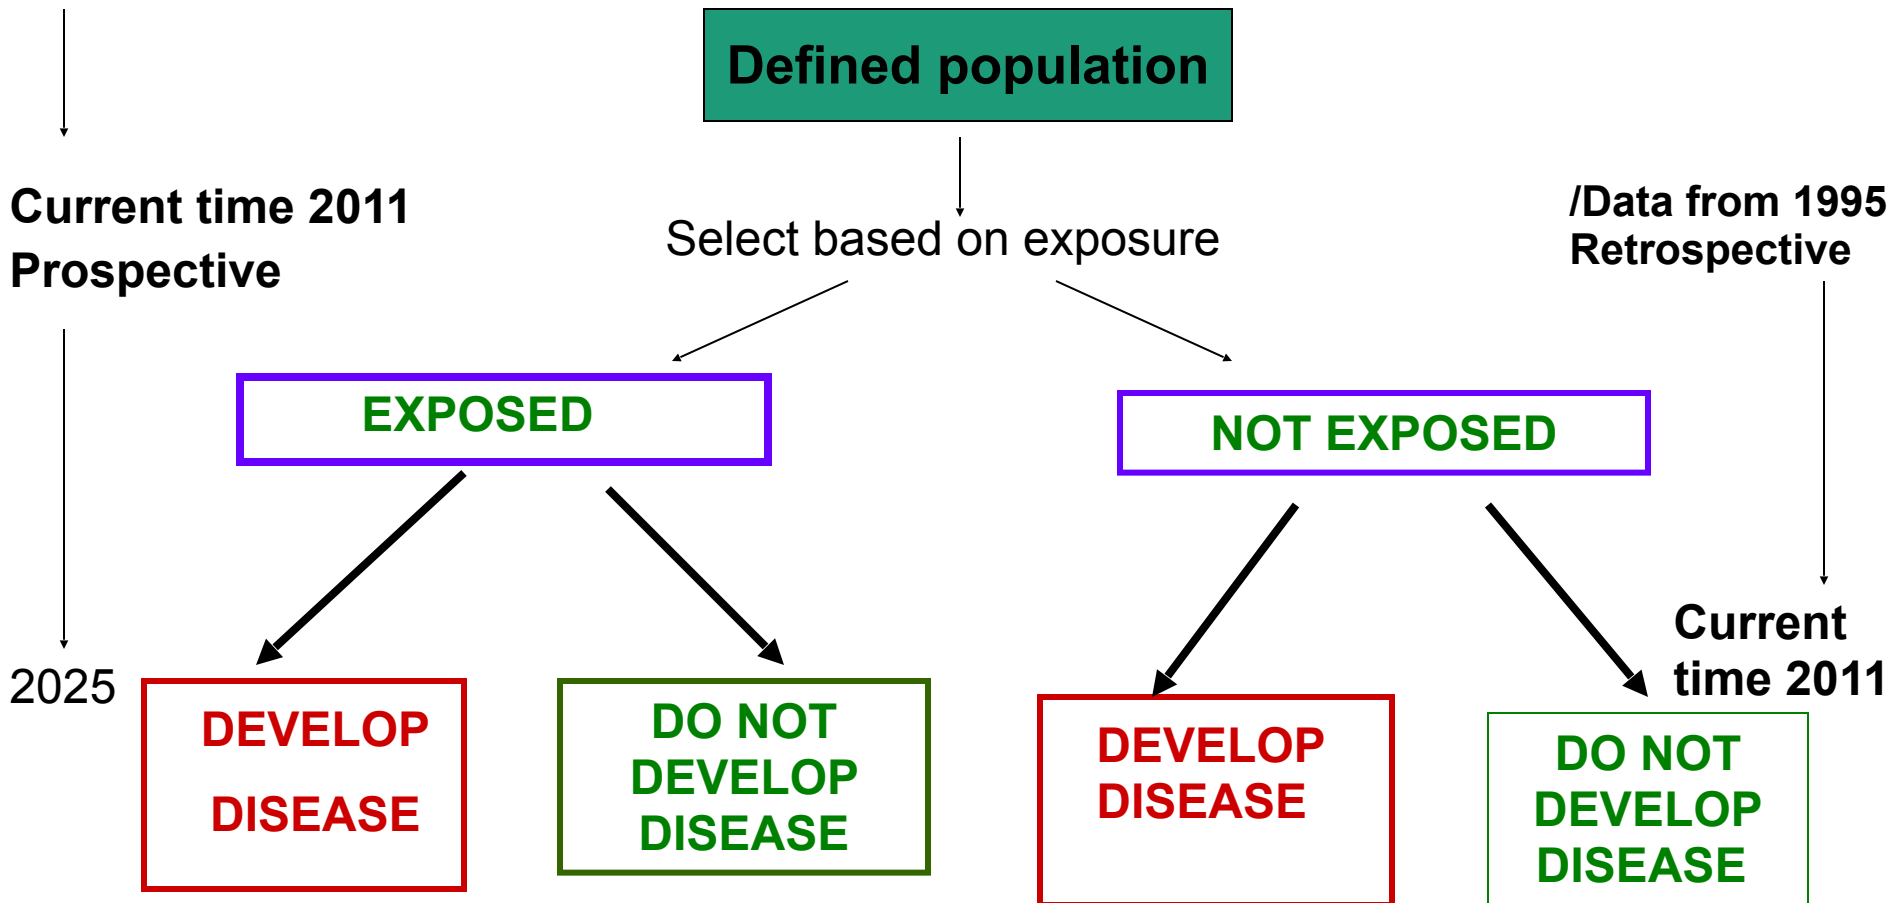 Defined population
Current time 2011
Prospective
Select based on exposure
/Data from 1995
Retrospective
EXPOSED
NOT EXPOSED
2025
Current
time 2011
DEVELOP
DISEASE
DO NOT
DEVELOP
DISEASE
DEVELOP
DISEASE
DO NOT
DEVELOP
DISEASE